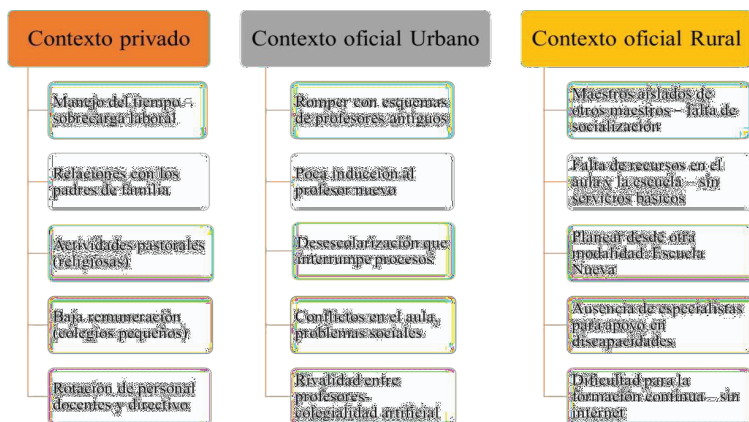 Contexto privado
Manejo del tiempo –
sobrecarga laboral
Relaciones con los
padres de familia
Actividades pastorales
(religiosas)
Baja remuneración
(colegios pequeños)
Rotación de personal
docentes y directivo
Contexto oficial Urbano
Romper con esquemas
de profesores antiguos
Poca inducción al
profesor nuevo
Desescolarización que
interrumpe procesos
Conflictos en el aula,
problemas sociales
Rivalidad entre
profesores-
colegialidad artificial
Contexto oficial Rural
Maestros aislados de
otros maestros – falta de
socialización
Falta de recursos en el
aula y la escuela – sin
servicios básicos
Planear desde otra
modalidad: Escuela
Nueva
Ausencia de especialistas
para apoyo en
discapacidades
Dificultad para la
formación continua – sin
internet